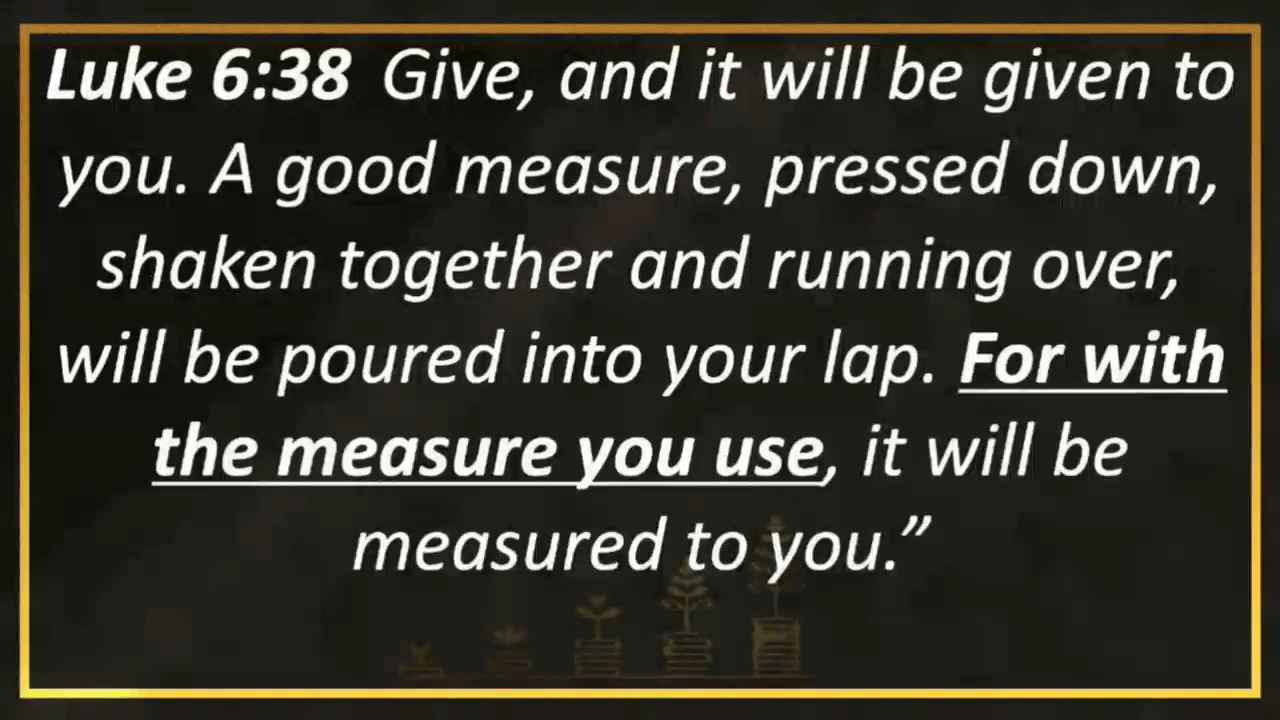 Luke 6:38 Give, and it will be given to
you. A good measure, pressed down,
shaken together and running over,
will be poured into your lap. For with
the measure you use, it will be
measured to you.”